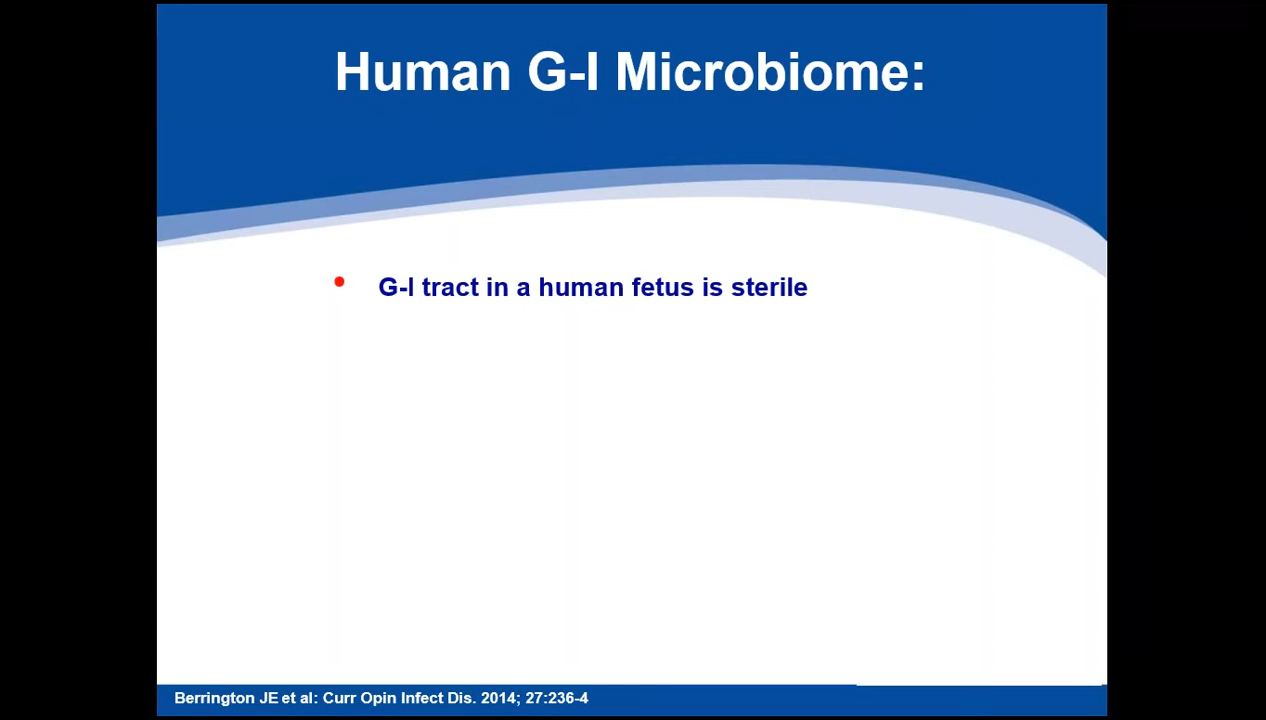 Human G-I Microbiome:
• G-I tract in a human fetus is sterile
Berrington JE et al: Curr Opin Infect Dis. 2014; 27:236-4